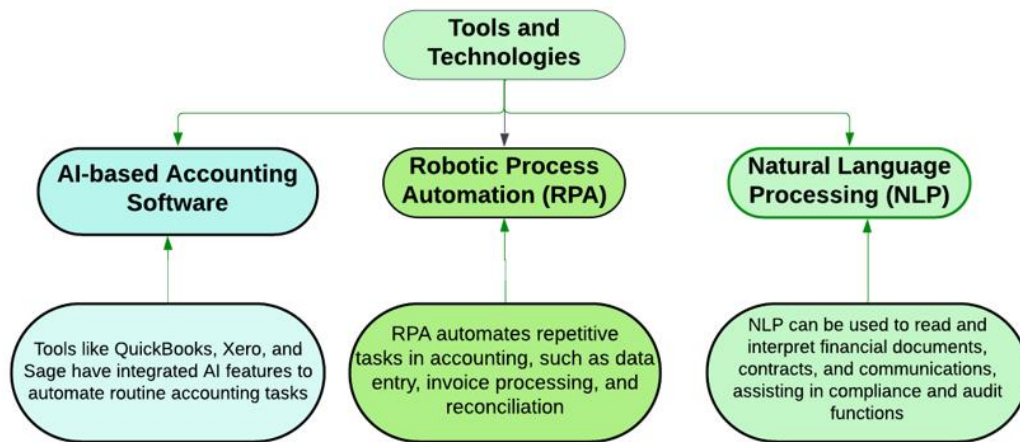 Tools and
Technologies
AI-based Accounting
Software
Robotic Process
Automation (RPA)
Natural Language
Processing (NLP)
Tools like QuickBooks, Xero, and
Sage have integrated AI features to
automate routine accounting tasks
RPA automates repetitive
tasks in accounting, such as data
entry, invoice processing, and
reconciliation
NLP can be used to read and
interpret financial documents,
contracts, and communications,
assisting in compliance and audit
functions